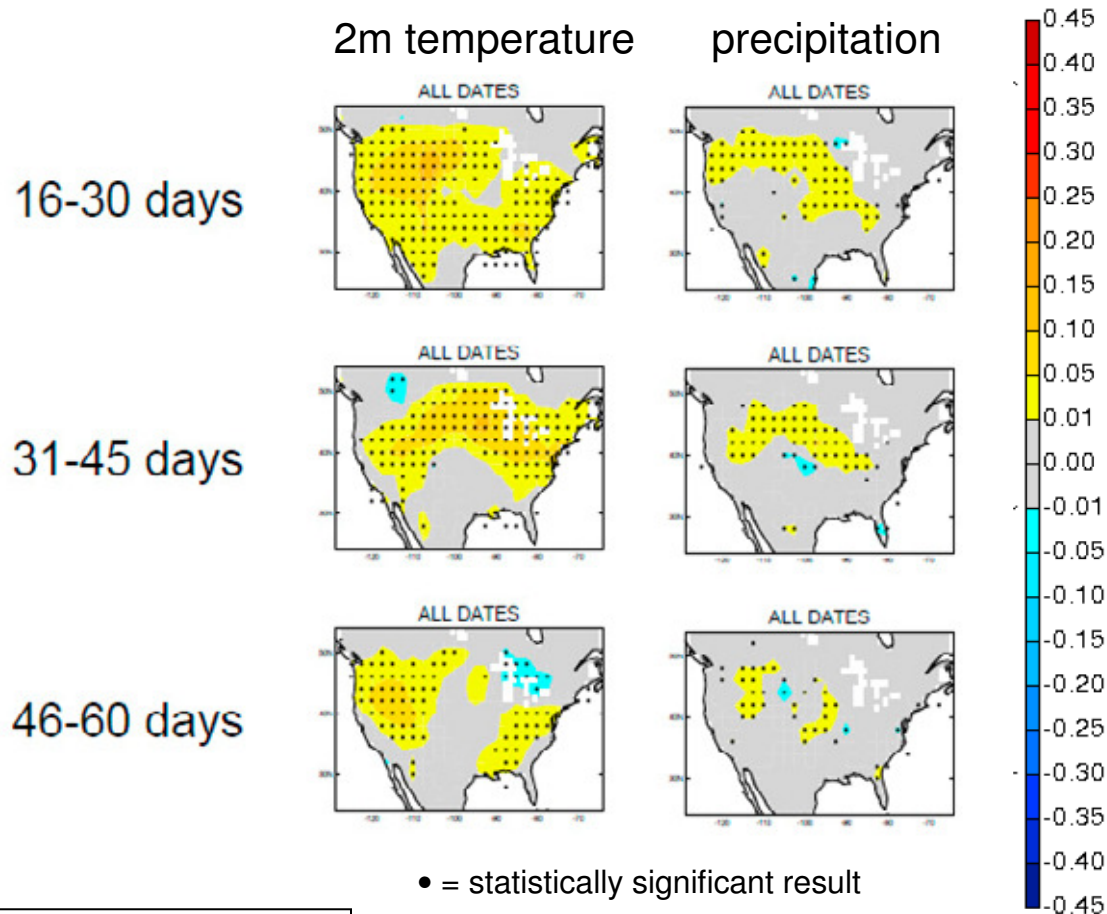 2m temperature precipitation
ALL DATES ALL DATES
16-30 days
ALL DATES ALL DATES
31-45 days
ALL DATES ALL DATES
46-60 days
• = statistically significant result
0.45
0.40
0.35
0.30
0.25
0.20
0.15
0.10
0.05
0.01
0.00
-0.01
-0.05
-0.10
-0.15
-0.20
-0.25
-0.30
-0.35
-0.40
-0.45